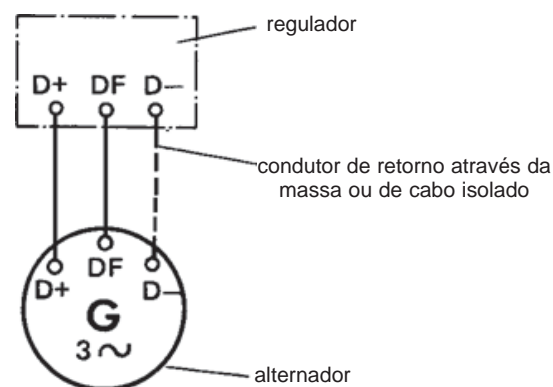 regulador
D+ DF D–
condutor de retorno através da
massa ou de cabo isolado
DF
D+ D–
G
3 ~
alternador